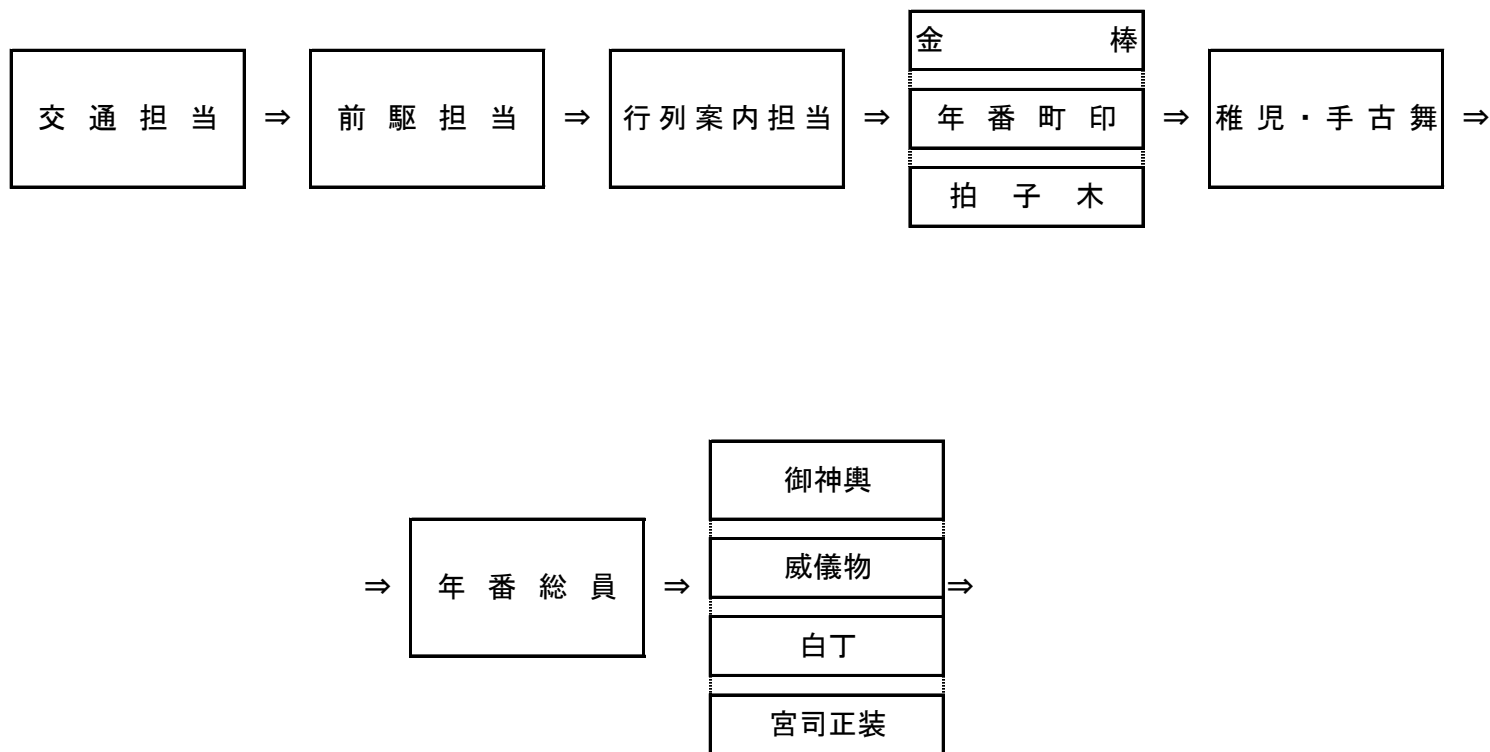 交通担当 ⇒ 前駆担当 ⇒ 行列案内担当 ⇒
金棒
年番町印
拍子木
⇒ 稚児・手古舞 ⇒
⇒ 年番総員 ⇒
御神輿
威儀物
白丁
宮司正装
⇒